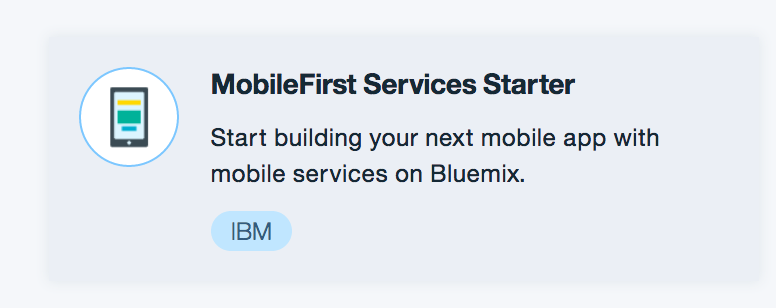 MobileFirst Services Starter
Start building your next mobile app with
mobile services on Bluemix.
IBM